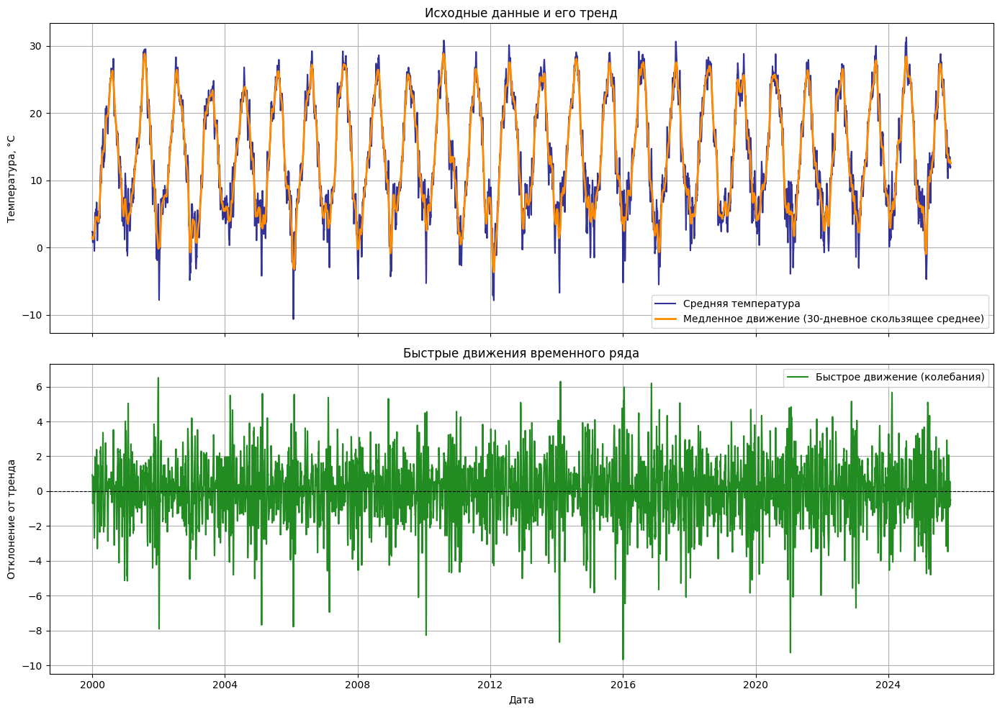 Исходные данные и его тренд
Температура, °C
30
20
10
0
−10
Средняя температура
Медленное движение (30-дневное скользящее среднее)
Быстрые движения временного ряда
Отклонение от тренда
6
4
2
0
−2
−4
−6
−8
−10
Быстрое движение (колебания)
2000
2004
2008
2012
2016
2020
2024
Дата